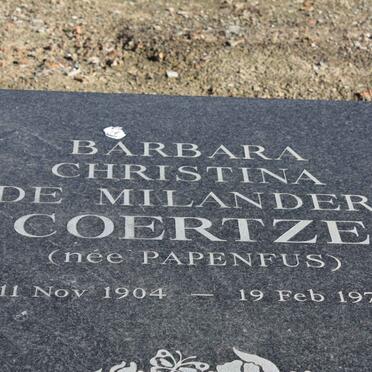 BARBARA
CHRISTINA
DE MILANDER
COERTZE
(née PAPENFUS)
11 Nov 1904 — 19 Feb 197